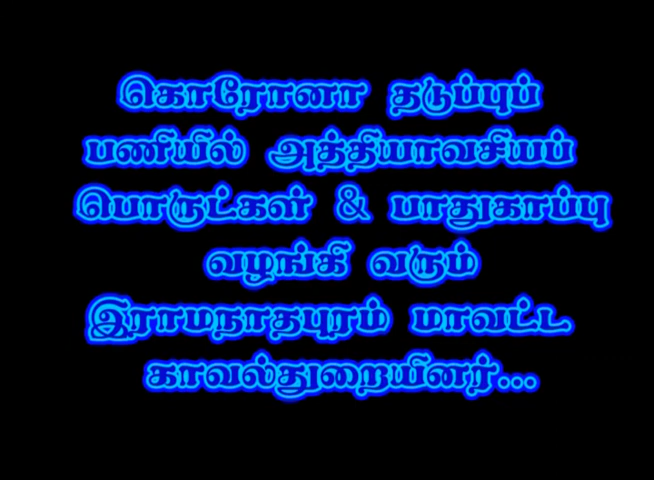 கொரோனா தடுப்புப்
பணியில் அத்தியாவசியப்
பொருட்கள் & பாதுகாப்பு
வழங்கி வரும்
இராமநாதபுரம் மாவட்ட
காவல்துறையினர்...